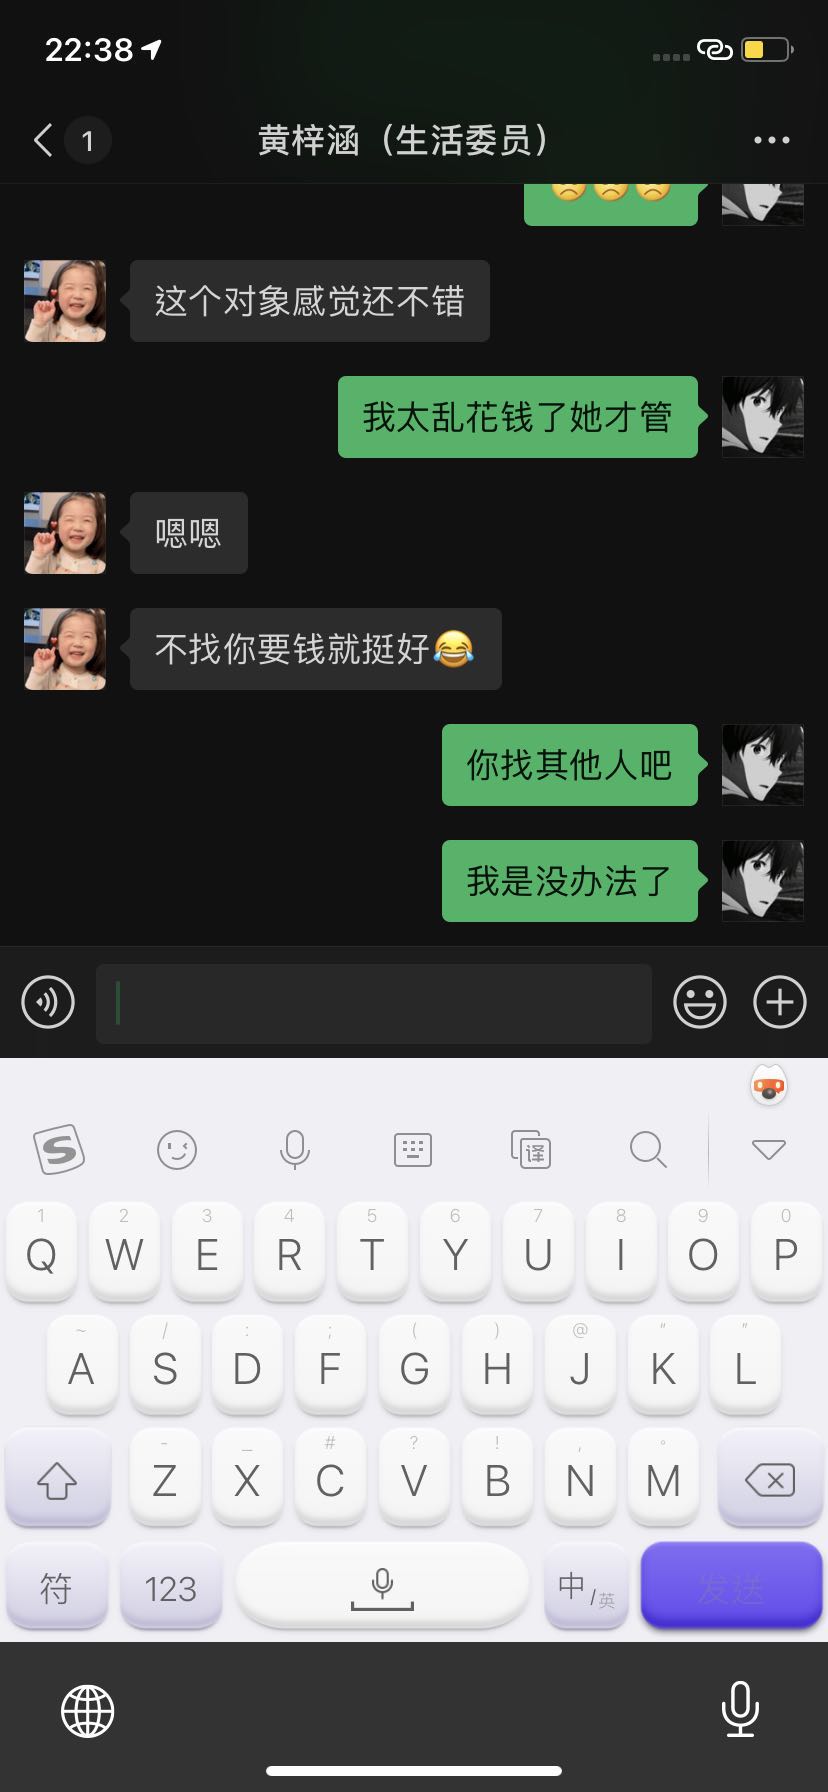 22:38
1
黄梓涵（生活委员）
这个对象感觉还不错
我太乱花钱了她才管
嗯嗯
不找你要钱就挺好😂
你找其他人吧
我是没办法了
S
译
1 2 3 4 5 6 7 8 9 0
Q W E R T Y U I O P
~ / : ; ( ) @ “ ”
A S D F G H J K L
- _ # ? ! , 。
Z X C V B N M
符 123 中/英 发送